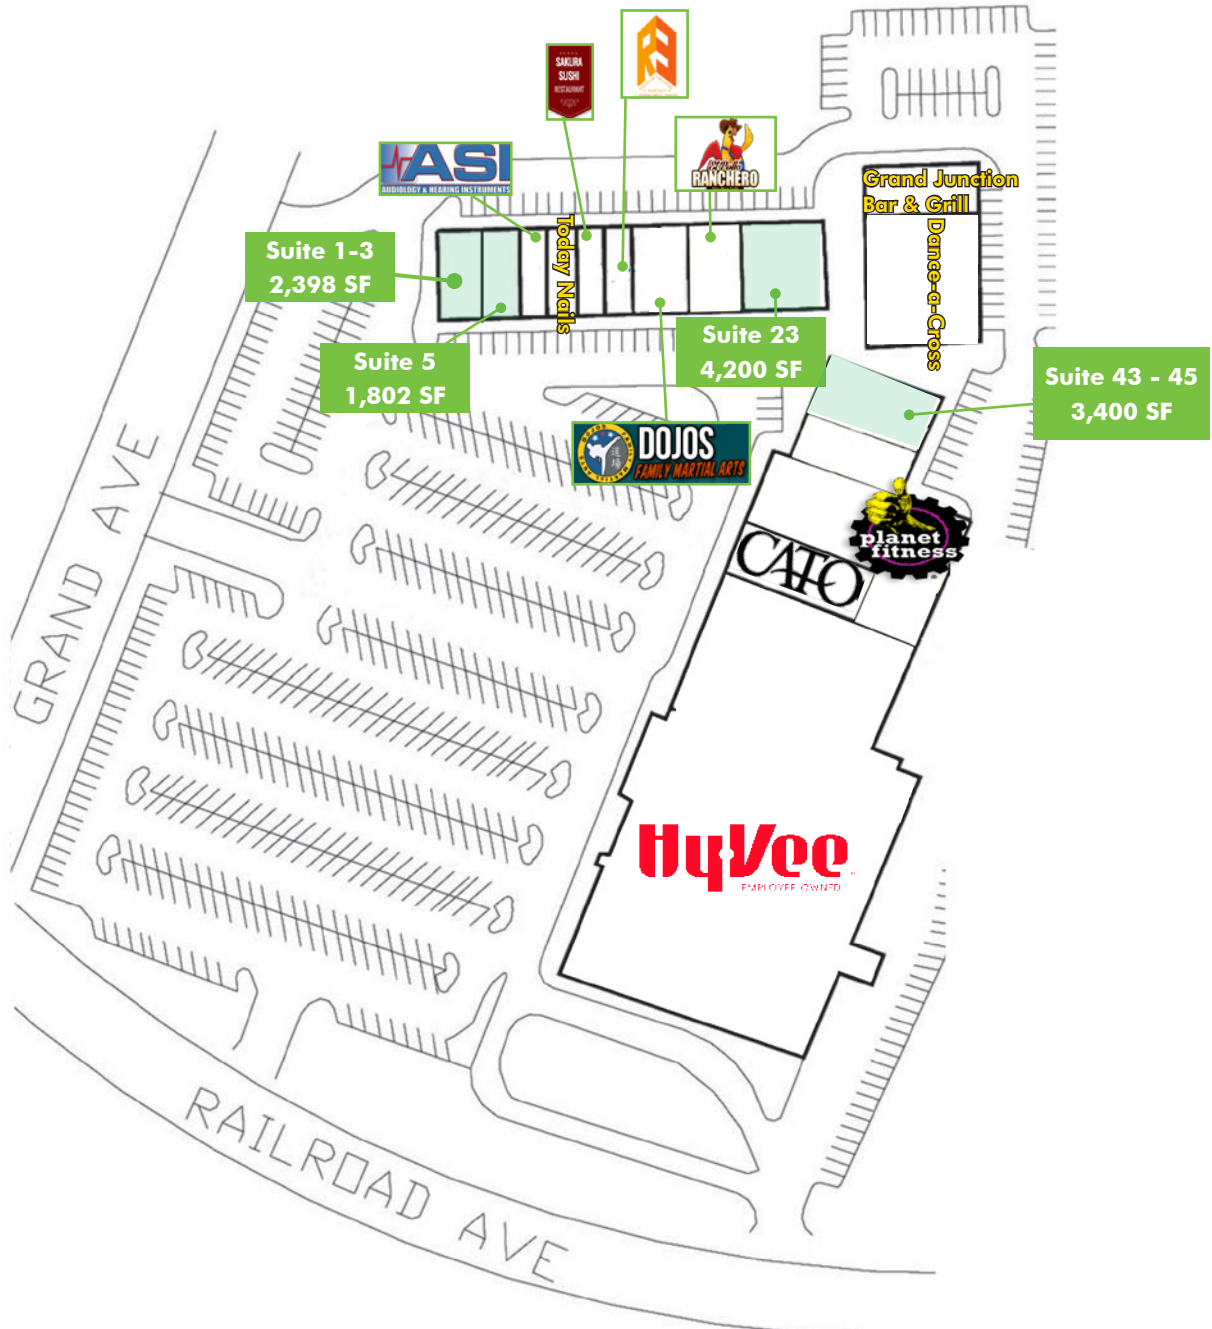 SAKURA
SUSHI
RESTAURANT
ASI
AUDIOLOGY & HEARING INSTRUMENTS
RANCHERO
Grand Junction
Bar & Grill
Dance-a-Cross
Today Nails
Suite 1-3
2,398 SF
Suite 5
1,802 SF
Suite 23
4,200 SF
Suite 43 - 45
3,400 SF
DOJOS
FAMILY MARTIAL ARTS
planet
fitness
CATO
GRAND AVE
HyVee
EMPLOYEE OWNED
RAILROAD AVE